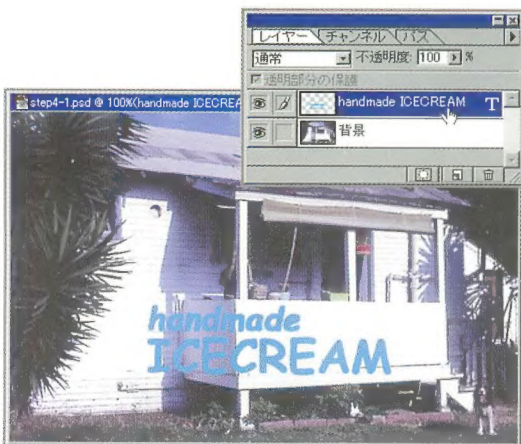 レイヤー チャンネル パス
通常 不透明度: 100 %
透明部分の保護
handmade ICECREAM T
背景
step4-1.psd @ 100%(handmade ICECREA
handmade
ICECREAM